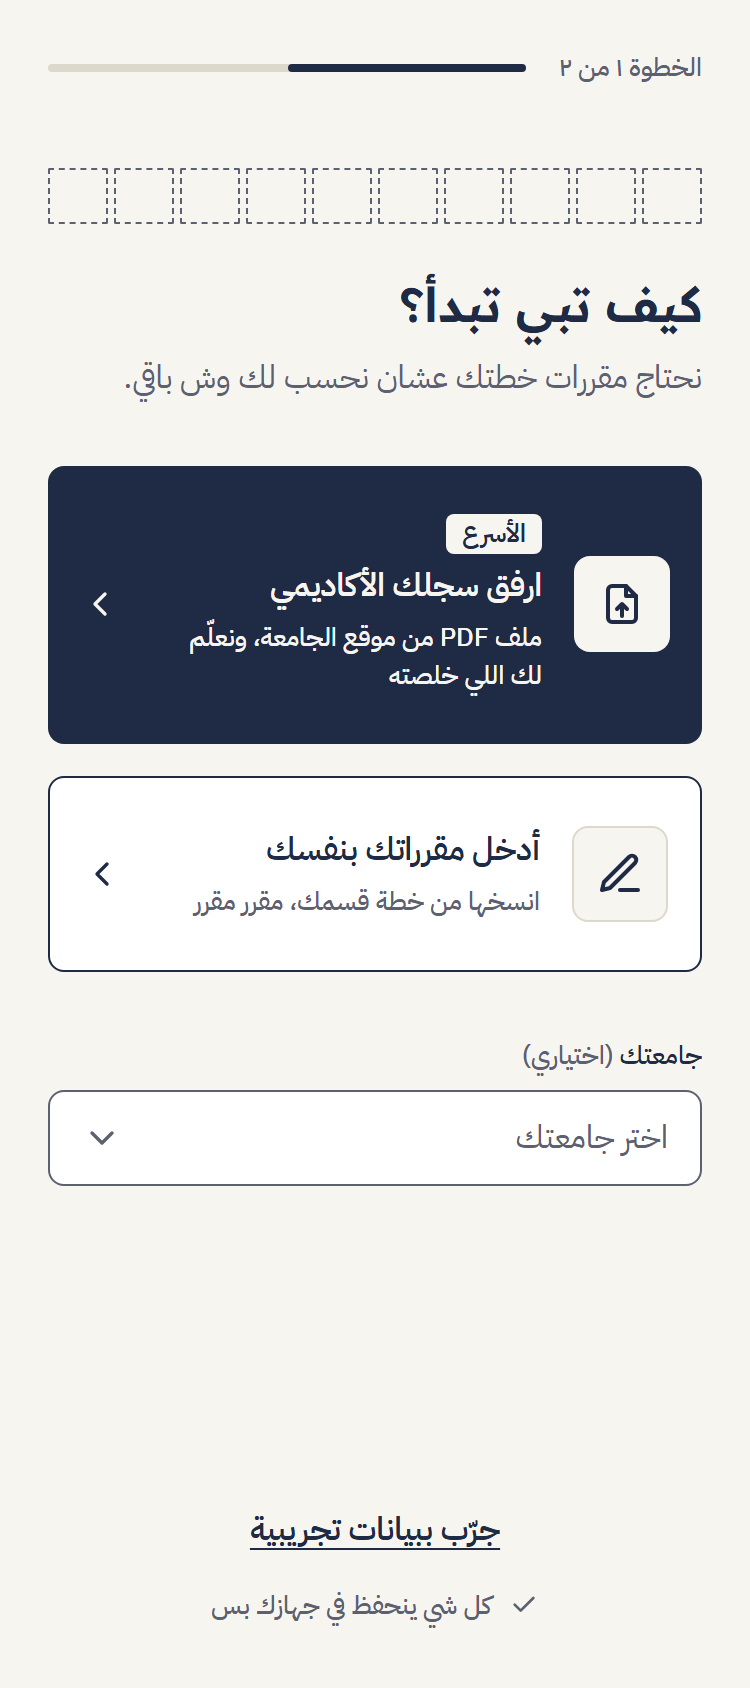 الخطوة ١ من ٢
كيف تبي تبدأ؟
نحتاج مقررات خطتك عشان نحسب لك وش باقي.
الأسرع
ارفق سجلك الأكاديمي
ملف PDF من موقع الجامعة، ونعلّم
لك اللي خلصته
أدخل مقرراتك بنفسك
انسخها من خطة قسمك، مقرر مقرر
جامعتك (اختياري)
اختر جامعتك
جرّب ببيانات تجريبية
كل شي ينحفظ في جهازك بس